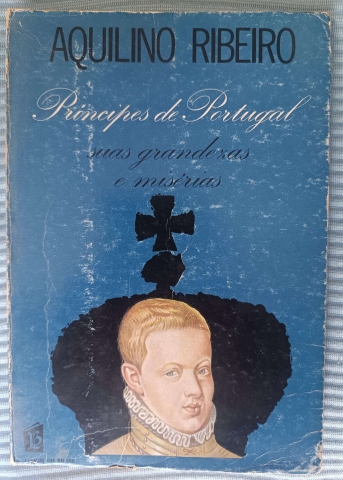 AQUILINO RIBEIRO
Príncipes de Portugal
suas grandezas
e misérias